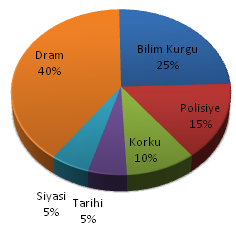 Dram
40%
Bilim Kurgu
25%
Polisiye
15%
Korku
10%
Tarihi
5%
Siyasi
5%